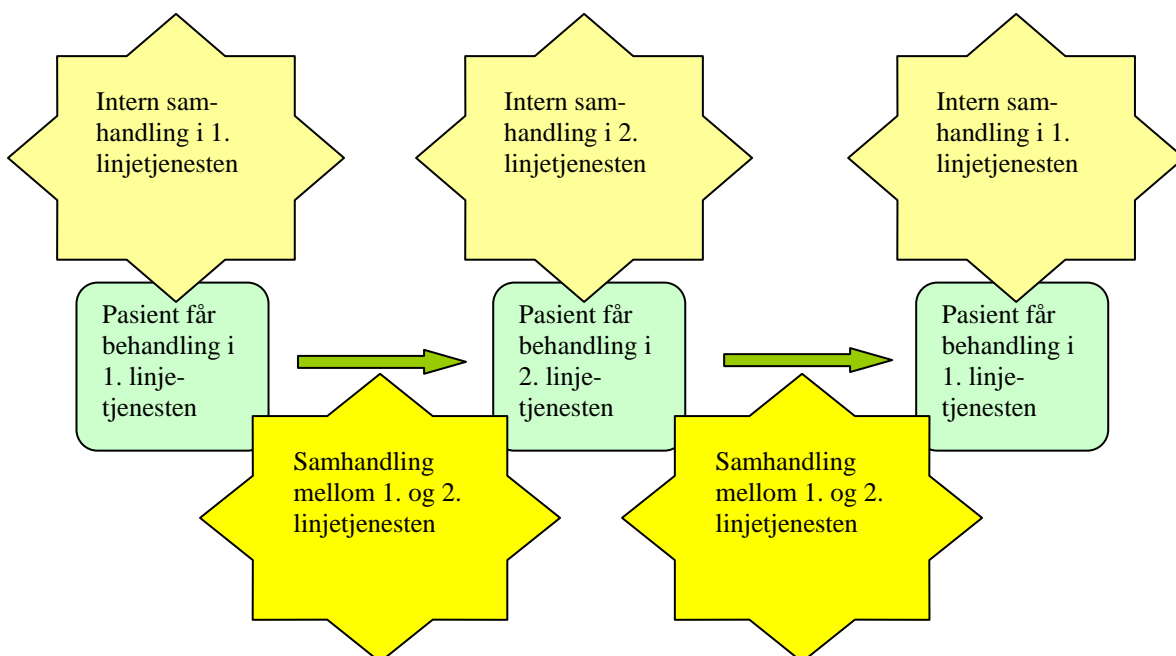 Intern sam-
handling i 1.
linjetjenesten
Intern sam-
handling i 2.
linjetjenesten
Intern sam-
handling i 1.
linjetjenesten
Pasient får
behandling i
1. linje-
tjenesten
Pasient får
behandling i
2. linje-
tjenesten
Pasient får
behandling i
1. linje-
tjenesten
Samhandling
mellom 1. og 2.
linjetjenesten
Samhandling
mellom 1. og 2.
linjetjenesten